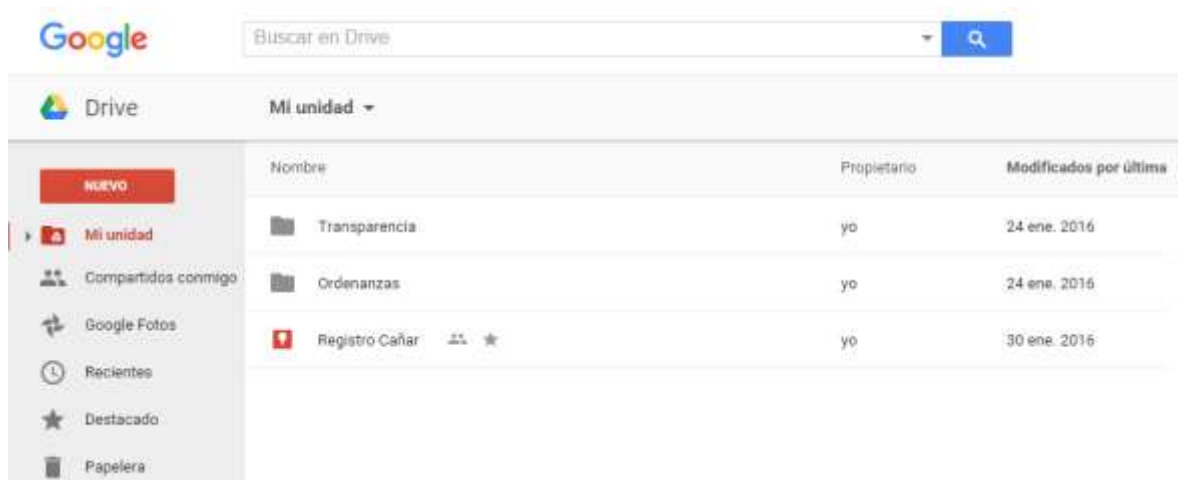 Google
Buscar en Drive
Drive
Mi unidad
Nombre
Propietario
Modificados por última
NUEVO
Mi unidad
Compartidos conmigo
Google Fotos
Recientes
Destacado
Papelera
Transparencia yo 24 ene. 2016
Ordenanzas yo 24 ene. 2016
Registro Cañar yo 30 ene. 2016